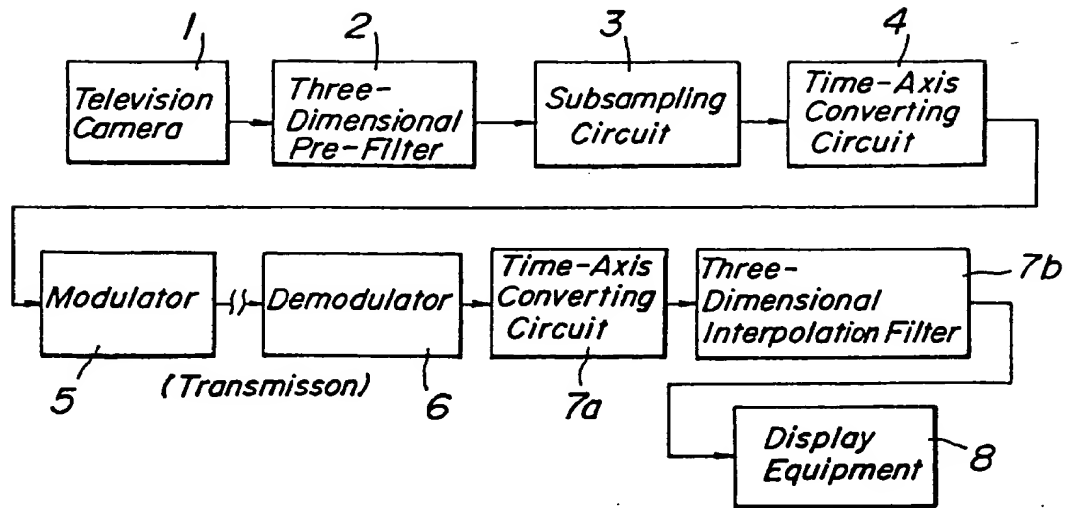 1
2
3
4
Television
Camera
Three-
Dimensional
Pre-Filter
Subsampling
Circuit
Time-Axis
Converting
Circuit
Modulator
Demodulator
Time-Axis
Converting
Circuit
Three-
Dimensional
Interpolation Filter
7b
5
(Transmisson)
6
7a
Display
Equipment
8